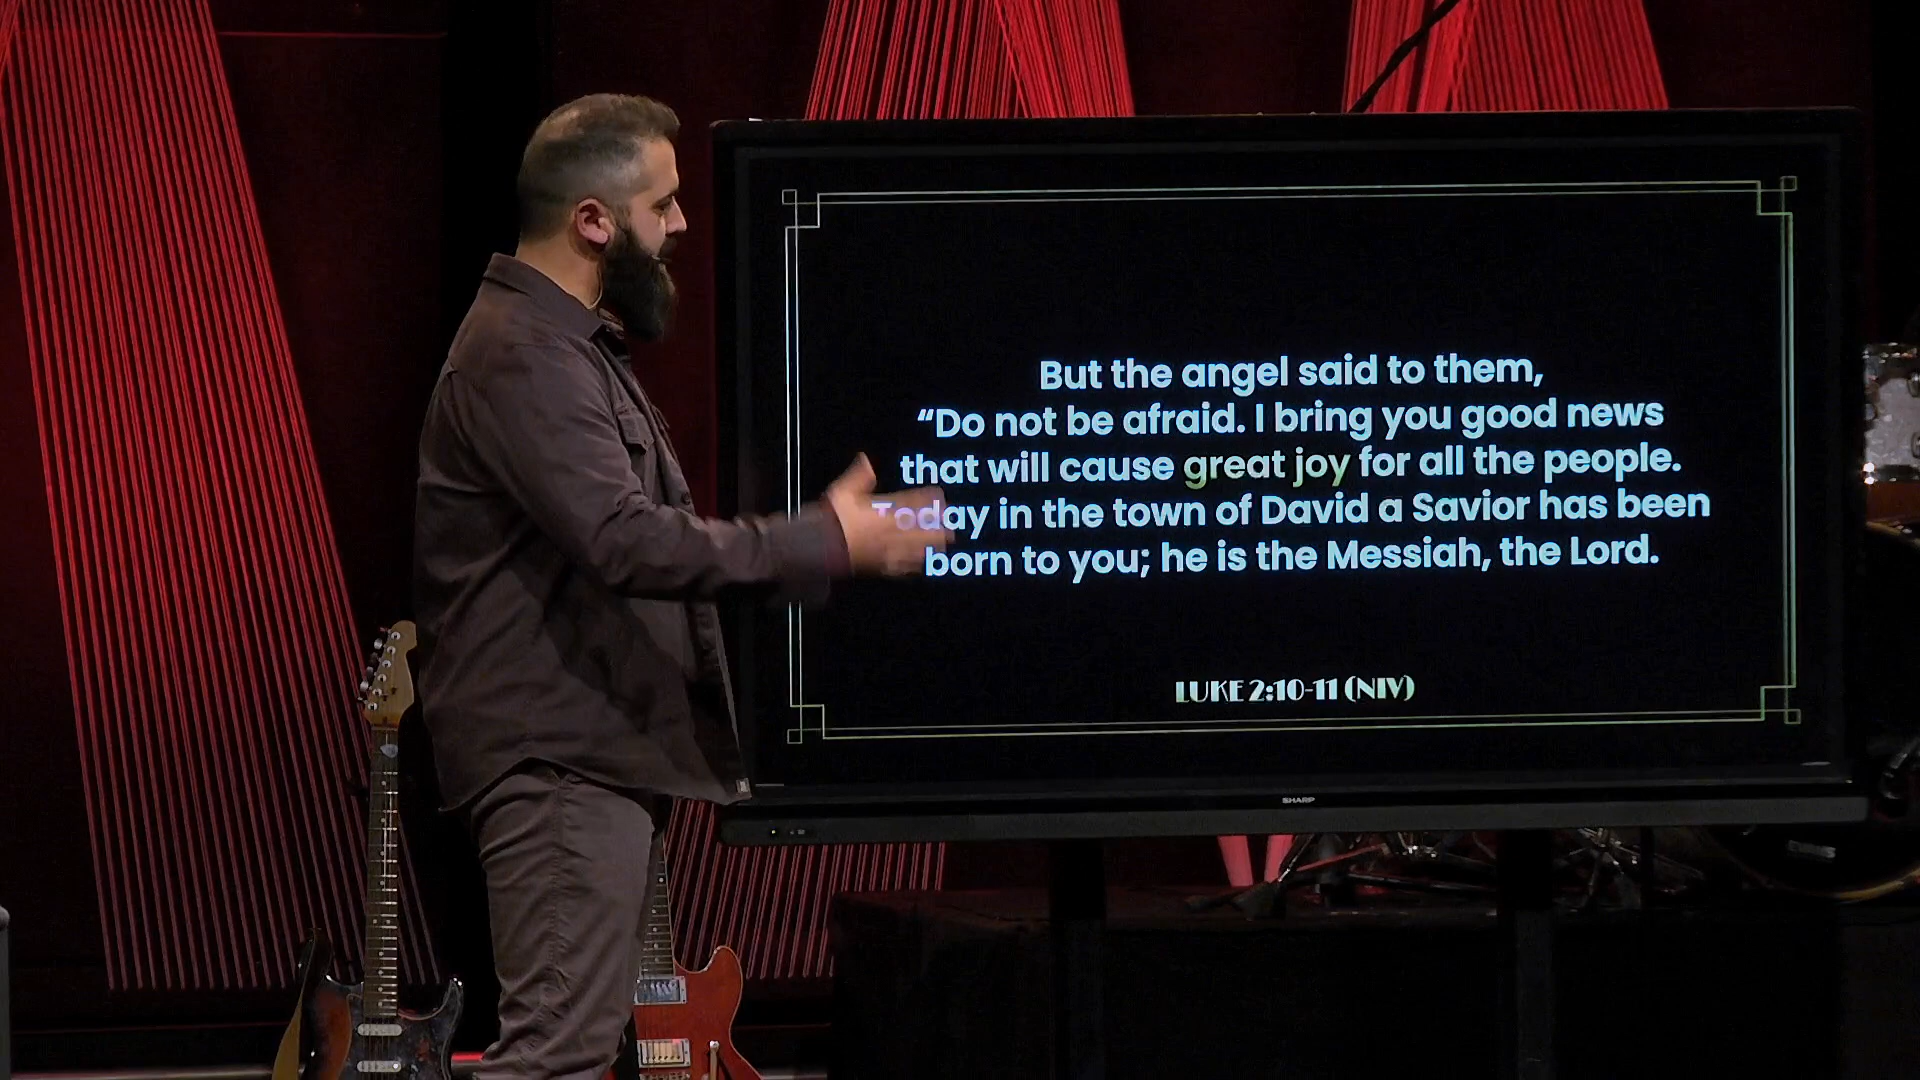 But the angel said to them,
“Do not be afraid. I bring you good news
that will cause great joy for all the people.
Today in the town of David a Savior has been
born to you; he is the Messiah, the Lord.
LUKE 2:10-11 (NIV)
SHARP